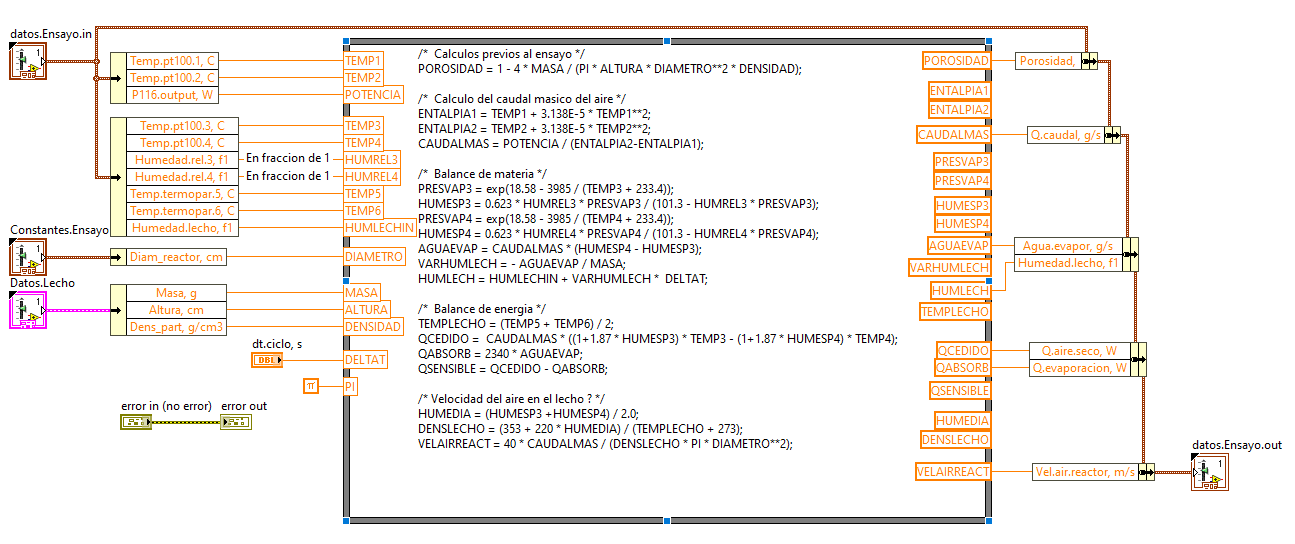 datos.Ensayo.in
Temp.pt100.1, C
Temp.pt100.2, C
P116.output, W
Temp.pt100.3, C
Temp.pt100.4, C
Humedad.rel.3, f1
En fraccion de 1
Humedad.rel.4, f1
En fraccion de 1
Temp.termopar.5, C
Temp.termopar.6, C
Humedad.lecho, f1
Constantes.Ensayo
Diam_reactor, cm
Datos.Lecho
Masa, g
Altura, cm
Dens_part, g/cm3
dt.ciclo, s
DBL
π
error in (no error)
error out
TEMP1
TEMP2
POTENCIA
TEMP3
TEMP4
HUMREL3
HUMREL4
TEMP5
TEMP6
HUMLECHIN
DIAMETRO
MASA
ALTURA
DENSIDAD
DELTAT
PI
/* Calculos previos al ensayo */
POROSIDAD = 1 - 4 * MASA / (PI * ALTURA * DIAMETRO**2 * DENSIDAD);
/* Calculo del caudal masico del aire */
ENTALPIA1 = TEMP1 + 3.138E-5 * TEMP1**2;
ENTALPIA2 = TEMP2 + 3.138E-5 * TEMP2**2;
CAUDALMAS = POTENCIA / (ENTALPIA2-ENTALPIA1);
/* Balance de materia */
PRESVAP3 = exp(18.58 - 3985 / (TEMP3 + 233.4));
HUMESP3 = 0.623 * HUMREL3 * PRESVAP3 / (101.3 - HUMREL3 * PRESVAP3);
PRESVAP4 = exp(18.58 - 3985 / (TEMP4 + 233.4));
HUMESP4 = 0.623 * HUMREL4 * PRESVAP4 / (101.3 - HUMREL4 * PRESVAP4);
AGUAEVAP = CAUDALMAS * (HUMESP4 - HUMESP3);
VARHUMLECH = - AGUAEVAP / MASA;
HUMLECH = HUMLECHIN + VARHUMLECH * DELTAT;
/* Balance de energia */
TEMPLECHO = (TEMP5 + TEMP6) / 2;
QCEDIDO = CAUDALMAS * ((1+1.87 * HUMESP3) * TEMP3 - (1+1.87 * HUMESP4) * TEMP4);
QABSORB = 2340 * AGUAEVAP;
QSENSIBLE = QCEDIDO - QABSORB;
/* Velocidad del aire en el lecho ? */
HUMEDIA = (HUMESP3 +HUMESP4) / 2.0;
DENSLECHO = (353 + 220 * HUMEDIA) / (TEMPLECHO + 273);
VELAIRREACT = 40 * CAUDALMAS / (DENSLECHO * PI * DIAMETRO**2);
POROSIDAD
ENTALPIA1
ENTALPIA2
CAUDALMAS
PRESVAP3
PRESVAP4
HUMESP3
HUMESP4
AGUAEVAP
VARHUMLECH
HUMLECH
TEMPLECHO
QCEDIDO
QABSORB
QSENSIBLE
HUMEDIA
DENSLECHO
VELAIRREACT
Porosidad,
Q.caudal, g/s
Agua.evapor, g/s
Humedad.lecho, f1
Q.aire.seco, W
Q.evaporacion, W
Vel.air.reactor, m/s
datos.Ensayo.out